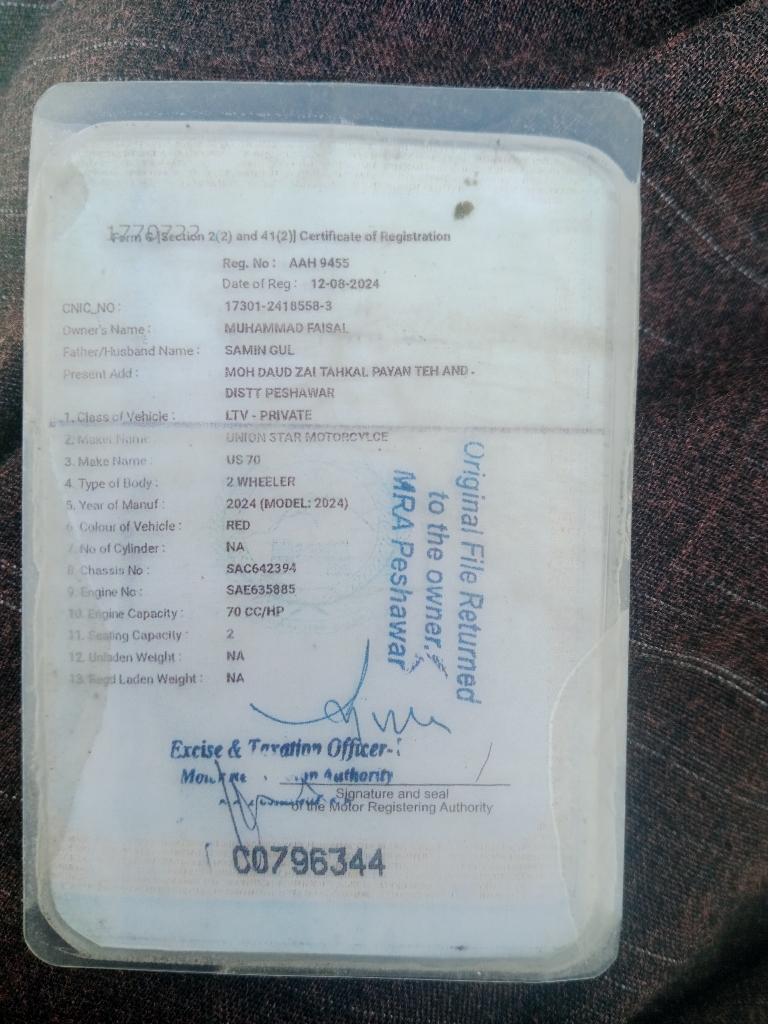 1770722
Form G [Section 2(2) and 41(2)] Certificate of Registration
Reg. No : AAH 9455
Date of Reg : 12-08-2024
CNIC_NO : 17301-2418558-3
Owner's Name : MUHAMMAD FAISAL
Father/Husband Name : SAMIN GUL
Present Add : MOH DAUD ZAI TAHKAL PAYAN TEH AND
DISTT PESHAWAR
1. Class of Vehicle : LTV - PRIVATE
2. Maker Name UNION STAR MOTORCYLCE
3. Make Name : US 70
4. Type of Body : 2 WHEELER
5. Year of Manuf : 2024 (MODEL: 2024)
6. Colour of Vehicle : RED
7. No of Cylinder : NA
8. Chassis No : SAC642394
9. Engine No : SAE635885
10. Engine Capacity : 70 CC/HP
11. Seating Capacity : 2
12. Unladen Weight : NA
13. Regd Laden Weight : NA
Original File Returned
to the owner.
MRA Peshawar
Excise & Taxation Officer-
Authority
Signature and seal
of the Motor Registering Authority
C0796344